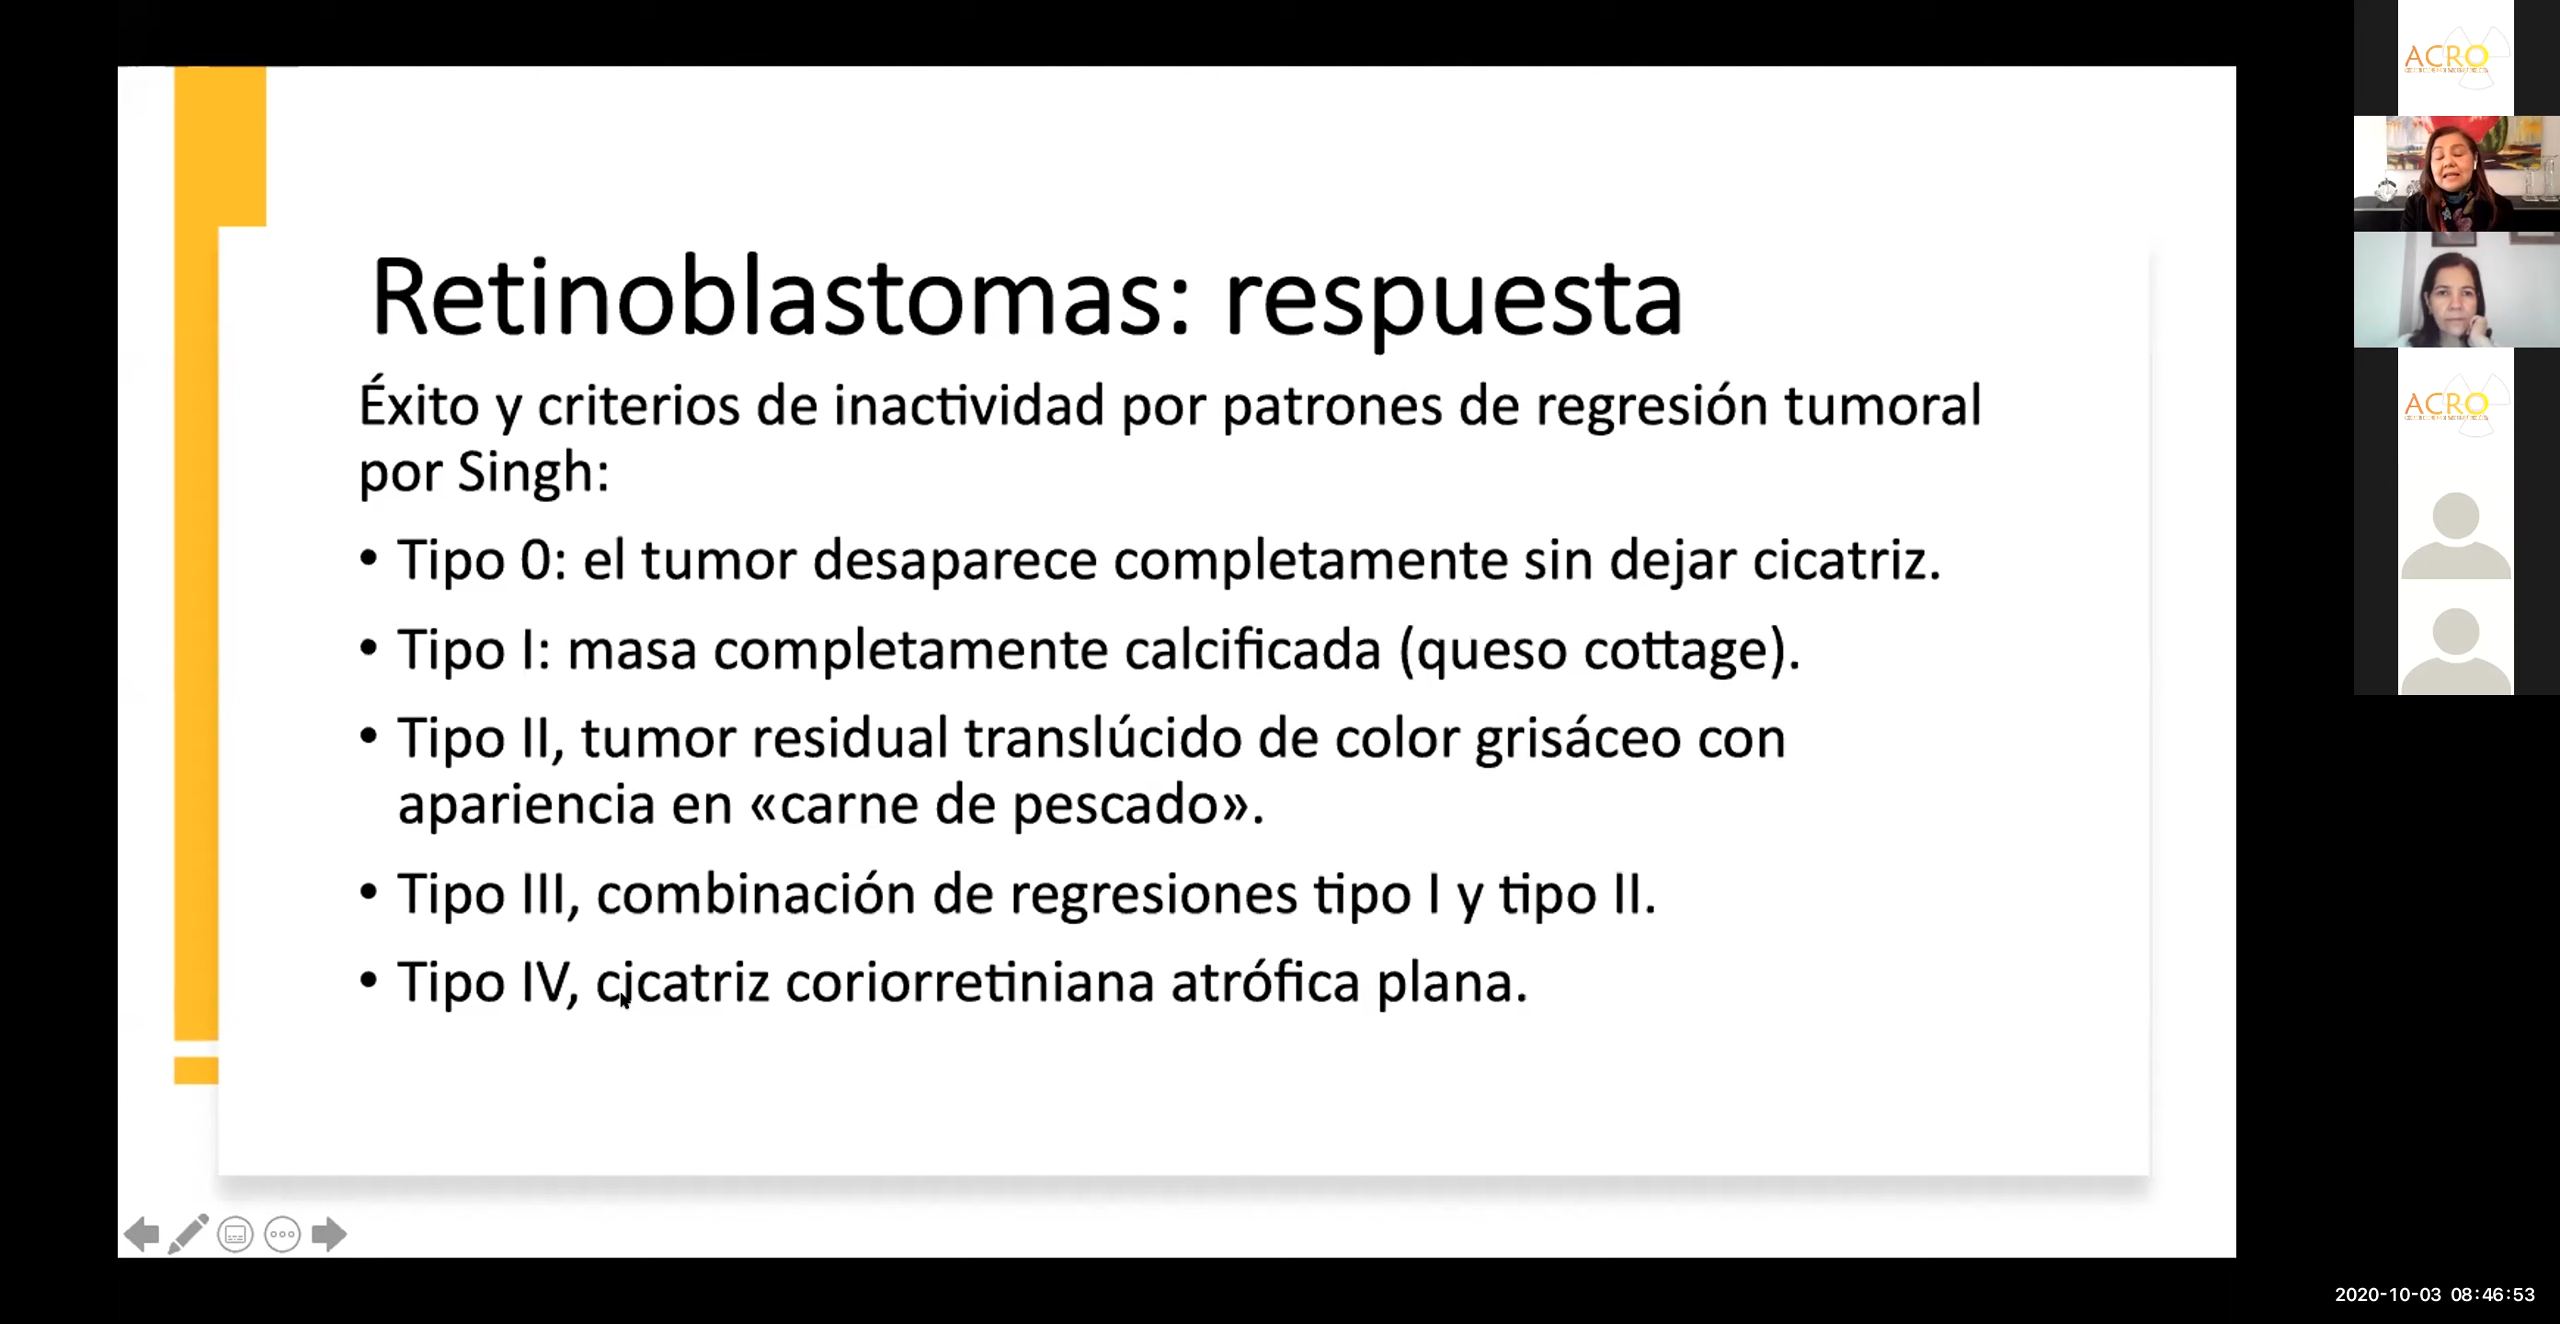 ACRO
Retinoblastomas: respuesta
Éxito y criterios de inactividad por patrones de regresión tumoral
por Singh:
• Tipo 0: el tumor desaparece completamente sin dejar cicatriz.
• Tipo I: masa completamente calcificada (queso cottage).
• Tipo II, tumor residual translúcido de color grisáceo con
apariencia en «carne de pescado».
• Tipo III, combinación de regresiones tipo I y tipo II.
• Tipo IV, cicatriz coriorretiniana atrófica plana.
ACRO
2020-10-03 08:46:53